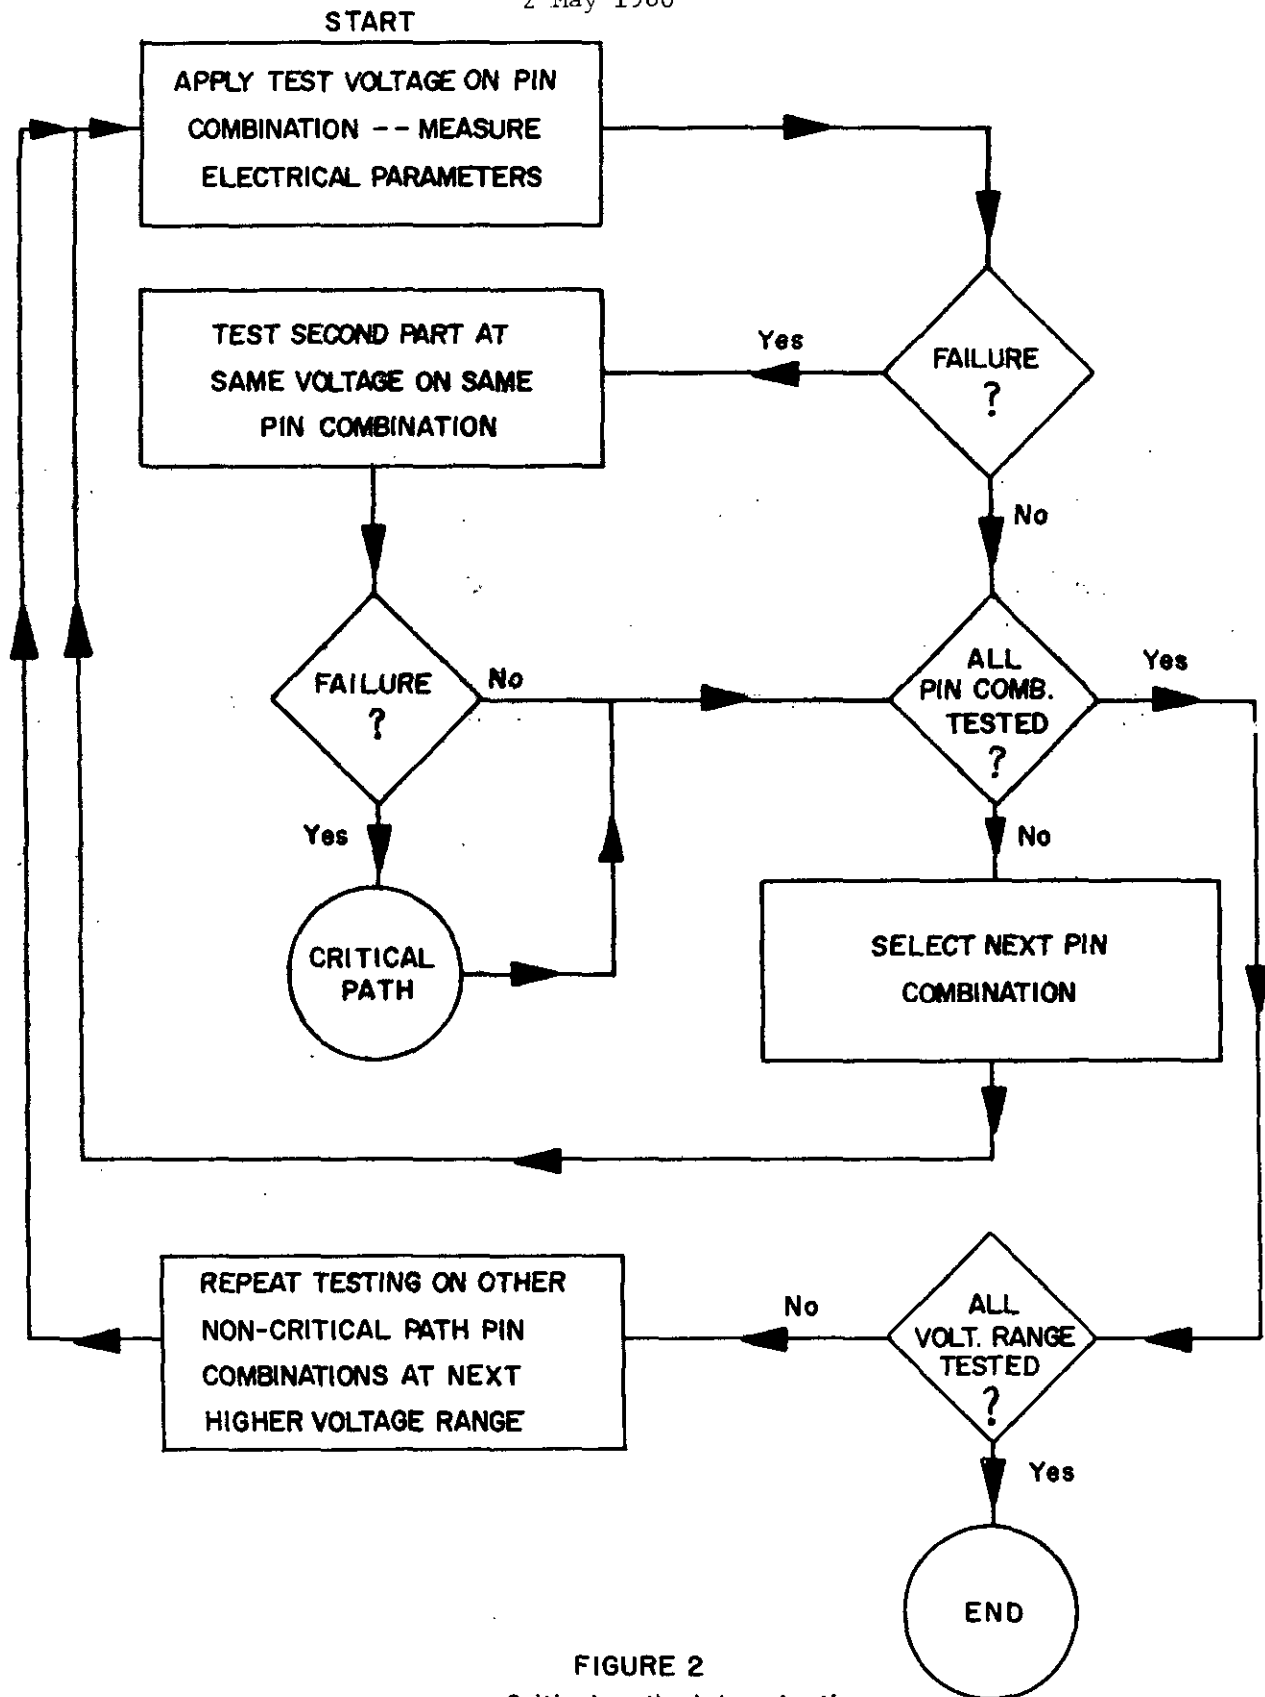 2 May 1980
START
APPLY TEST VOLTAGE ON PIN
COMBINATION -- MEASURE
ELECTRICAL PARAMETERS
TEST SECOND PART AT
SAME VOLTAGE ON SAME
PIN COMBINATION
Yes
FAILURE
?
No
FAILURE
?
No
ALL
PIN COMB.
TESTED
?
Yes
Yes
No
CRITICAL
PATH
SELECT NEXT PIN
COMBINATION
REPEAT TESTING ON OTHER
NON-CRITICAL PATH PIN
COMBINATIONS AT NEXT
HIGHER VOLTAGE RANGE
No
ALL
VOLT. RANGE
TESTED
?
Yes
END
FIGURE 2